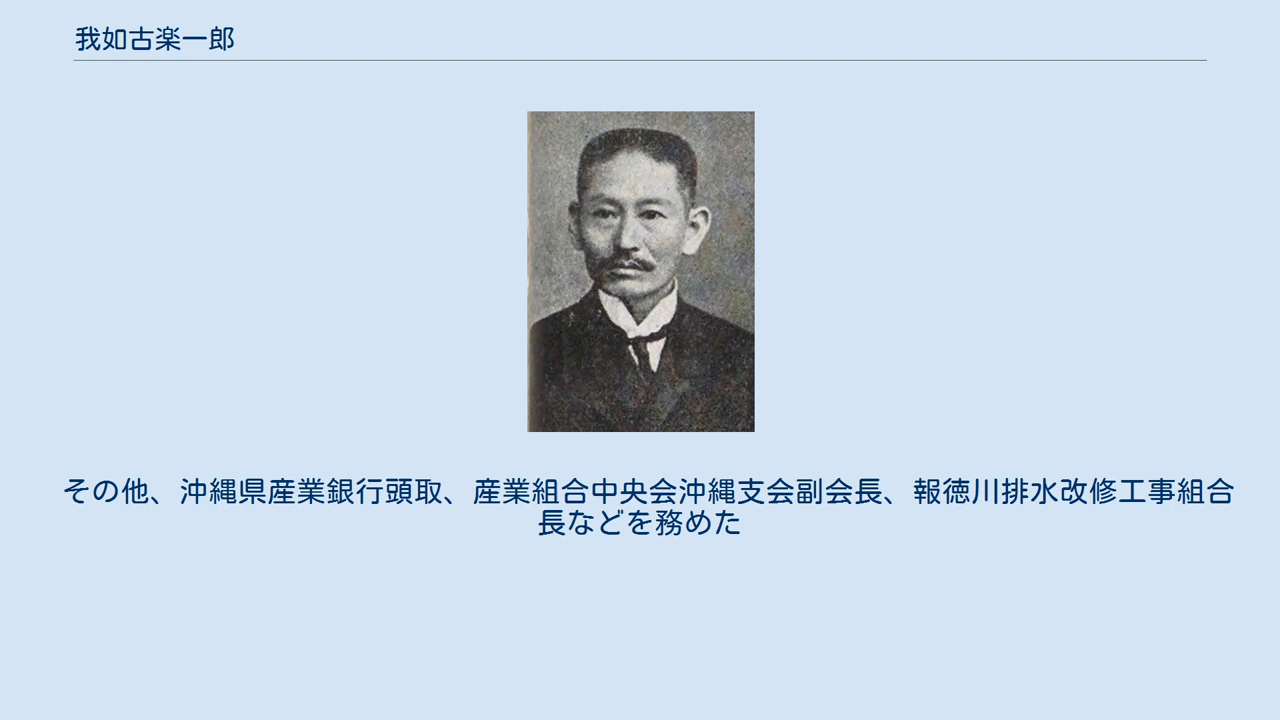 我如古楽一郎
その他、沖縄県産業銀行頭取、産業組合中央会沖縄支会副会長、報徳川排水改修工事組合
長などを務めた